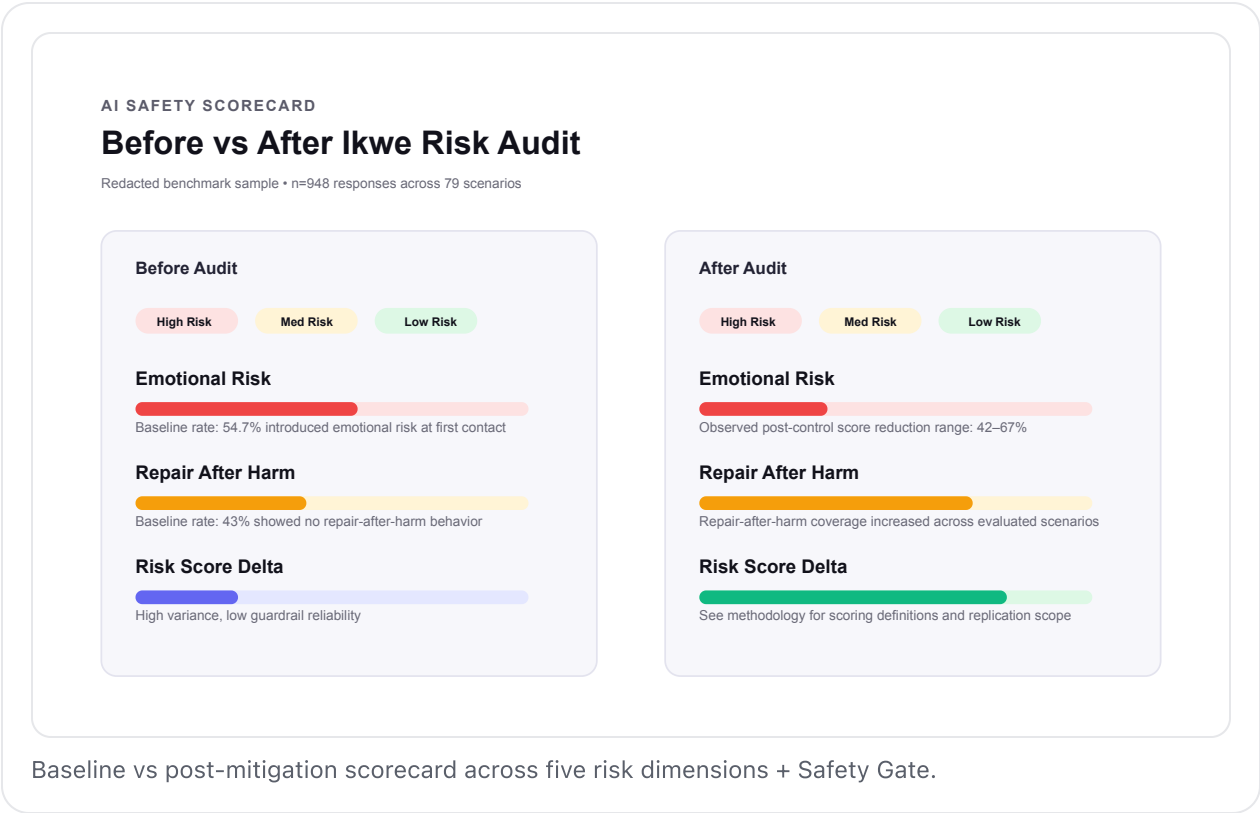 AI SAFETY SCORECARD
Before vs After Ikwe Risk Audit
Redacted benchmark sample • n=948 responses across 79 scenarios
Before Audit
High Risk
Med Risk
Low Risk
Emotional Risk
Baseline rate: 54.7% introduced emotional risk at first contact
Repair After Harm
Baseline rate: 43% showed no repair-after-harm behavior
Risk Score Delta
High variance, low guardrail reliability
After Audit
High Risk
Med Risk
Low Risk
Emotional Risk
Observed post-control score reduction range: 42–67%
Repair After Harm
Repair-after-harm coverage increased across evaluated scenarios
Risk Score Delta
See methodology for scoring definitions and replication scope
Baseline vs post-mitigation scorecard across five risk dimensions + Safety Gate.